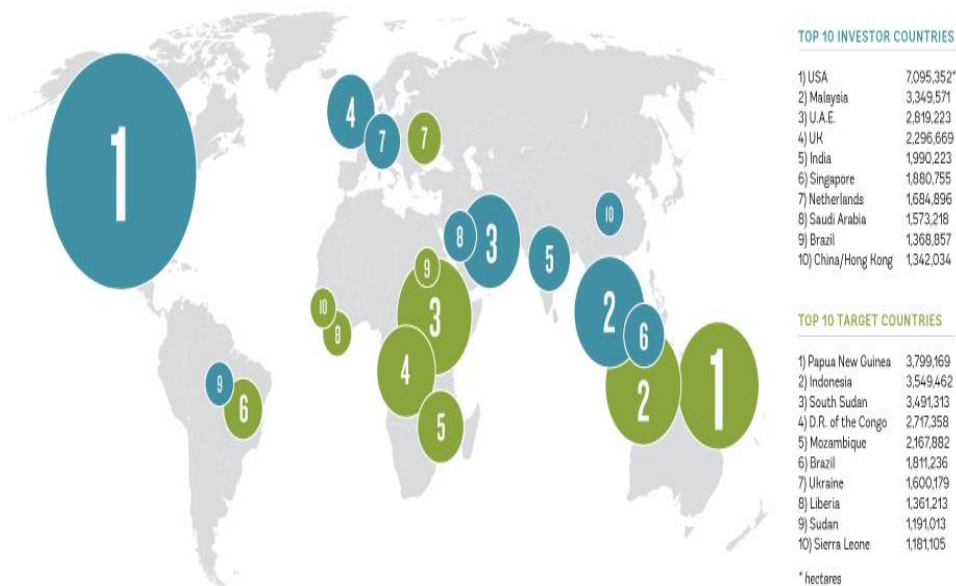 TOP 10 INVESTOR COUNTRIES
1) USA 7,095,352*
2) Malaysia 3,349,571
3) U.A.E. 2,819,223
4) UK 2,296,669
5) India 1,990,223
6) Singapore 1,880,755
7) Netherlands 1,684,896
8) Saudi Arabia 1,573,218
9) Brazil 1,368,857
10) China/Hong Kong 1,342,034
TOP 10 TARGET COUNTRIES
1) Papua New Guinea 3,799,169
2) Indonesia 3,549,462
3) South Sudan 3,491,313
4) D.R. of the Congo 2,717,358
5) Mozambique 2,167,882
6) Brazil 1,811,236
7) Ukraine 1,600,179
8) Liberia 1,361,213
9) Sudan 1,191,013
10) Sierra Leone 1,181,105
* hectares
1
4
7
7
10
8
3
5
9
3
2
6
10
8
4
9
6
5
2
1